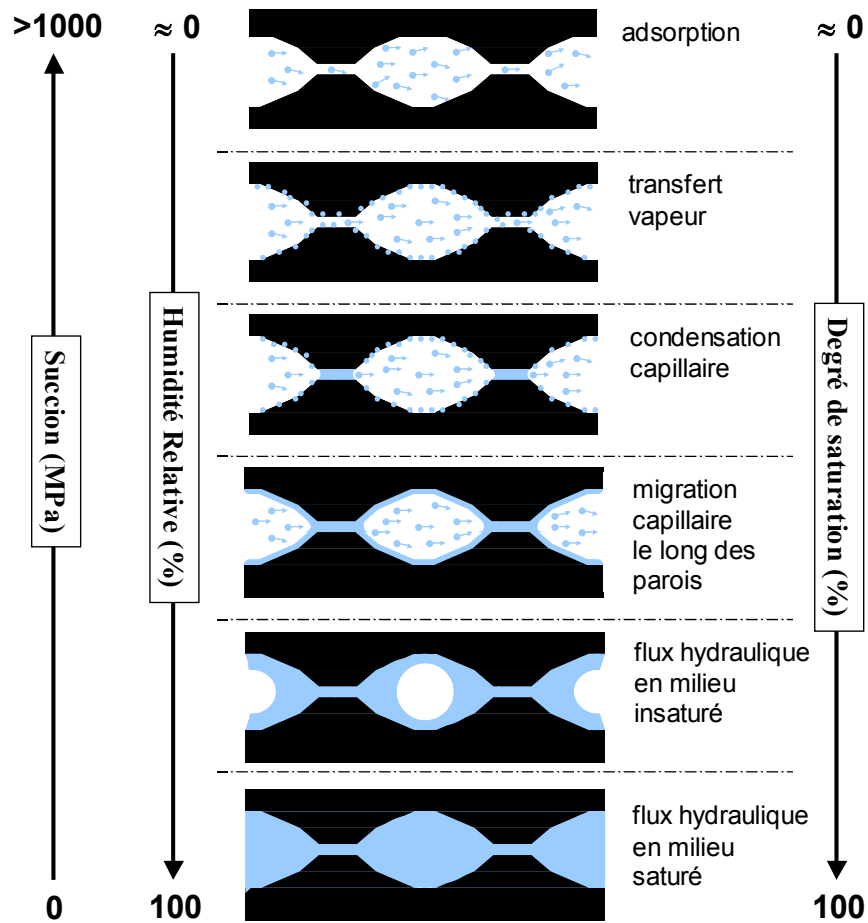 >1000
≈ 0
adsorption
≈ 0
transfert
vapeur
condensation
capillaire
Succion (MPa)
Humidité Relative (%)
Degré de saturation (%)
migration
capillaire
le long des
parois
flux hydraulique
en milieu
insaturé
flux hydraulique
en milieu
saturé
0
100
100